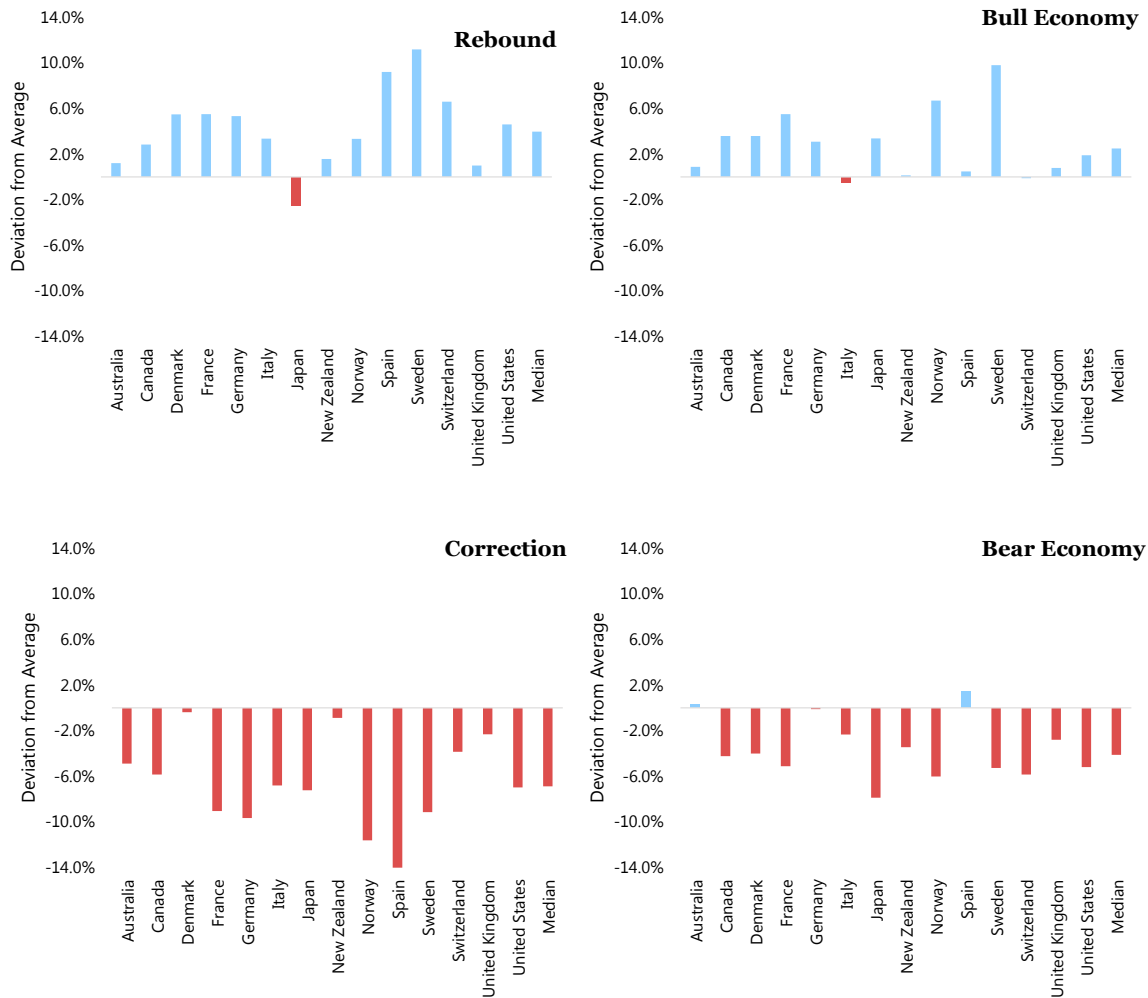 Rebound
Deviation from Average
14.0%
10.0%
6.0%
2.0%
-2.0%
-6.0%
-10.0%
-14.0%
Australia
Canada
Denmark
France
Germany
Italy
Japan
New Zealand
Norway
Spain
Sweden
Switzerland
United Kingdom
United States
Median
Bull Economy
Deviation from Average
14.0%
10.0%
6.0%
2.0%
-2.0%
-6.0%
-10.0%
-14.0%
Australia
Canada
Denmark
France
Germany
Italy
Japan
New Zealand
Norway
Spain
Sweden
Switzerland
United Kingdom
United States
Median
Correction
Deviation from Average
14.0%
10.0%
6.0%
2.0%
-2.0%
-6.0%
-10.0%
-14.0%
Australia
Canada
Denmark
France
Germany
Italy
Japan
New Zealand
Norway
Spain
Sweden
Switzerland
United Kingdom
United States
Median
Bear Economy
Deviation from Average
14.0%
10.0%
6.0%
2.0%
-2.0%
-6.0%
-10.0%
-14.0%
Australia
Canada
Denmark
France
Germany
Italy
Japan
New Zealand
Norway
Spain
Sweden
Switzerland
United Kingdom
United States
Median